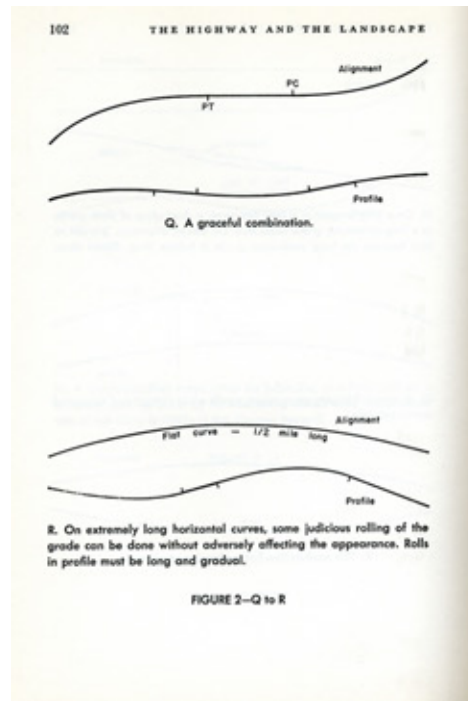 102 THE HIGHWAY AND THE LANDSCAPE
Alignment
PC
PT
Profile
Q. A graceful combination.
Alignment
Flat curve – 1/2 mile long
Profile
R. On extremely long horizontal curves, some judicious rolling of the
grade can be done without adversely affecting the appearance. Rolls
in profile must be long and gradual.
FIGURE 2—Q to R